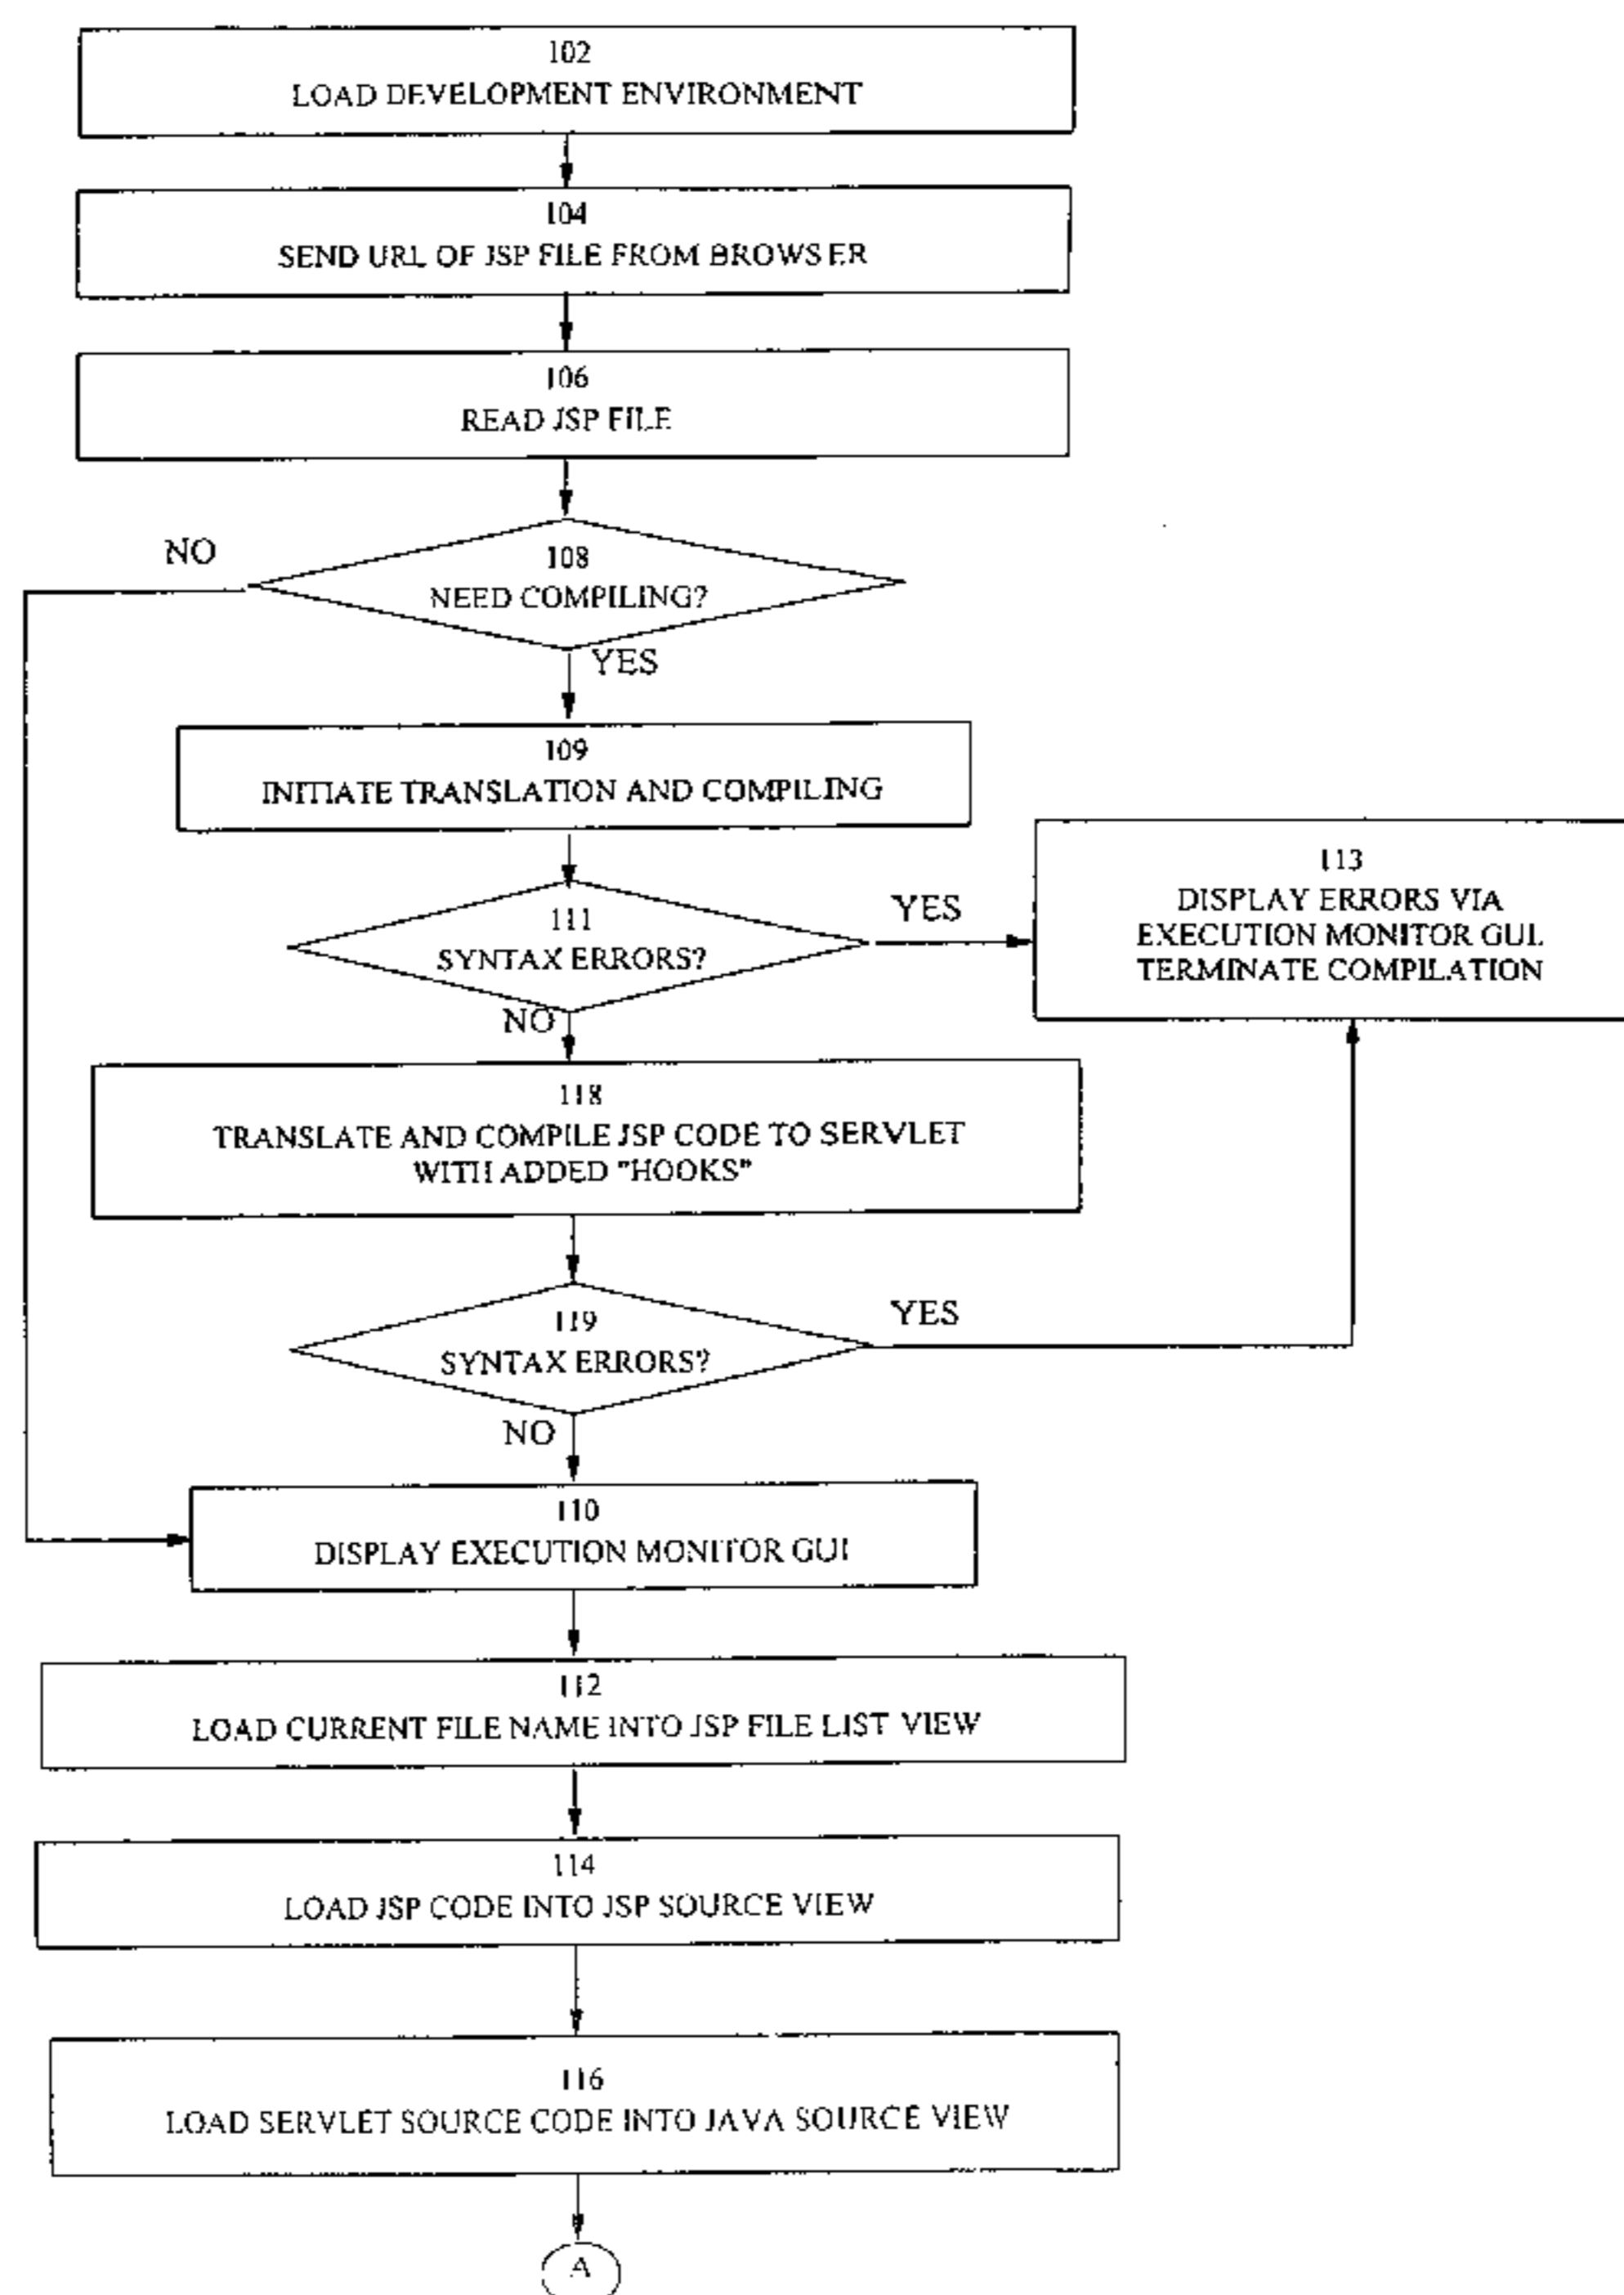 102
LOAD DEVELOPMENT ENVIRONMENT
104
SEND URL OF JSP FILE FROM BROWSER
106
READ JSP FILE
NO
108
NEED COMPILING?
YES
109
INITIATE TRANSLATION AND COMPILING
111
SYNTAX ERRORS?
YES
113
DISPLAY ERRORS VIA
EXECUTION MONITOR GUI.
TERMINATE COMPILATION
NO
118
TRANSLATE AND COMPILE JSP CODE TO SERVLET
WITH ADDED "HOOKS"
119
SYNTAX ERRORS?
YES
NO
110
DISPLAY EXECUTION MONITOR GUI
112
LOAD CURRENT FILE NAME INTO JSP FILE LIST VIEW
114
LOAD JSP CODE INTO JSP SOURCE VIEW
116
LOAD SERVLET SOURCE CODE INTO JAVA SOURCE VIEW
A